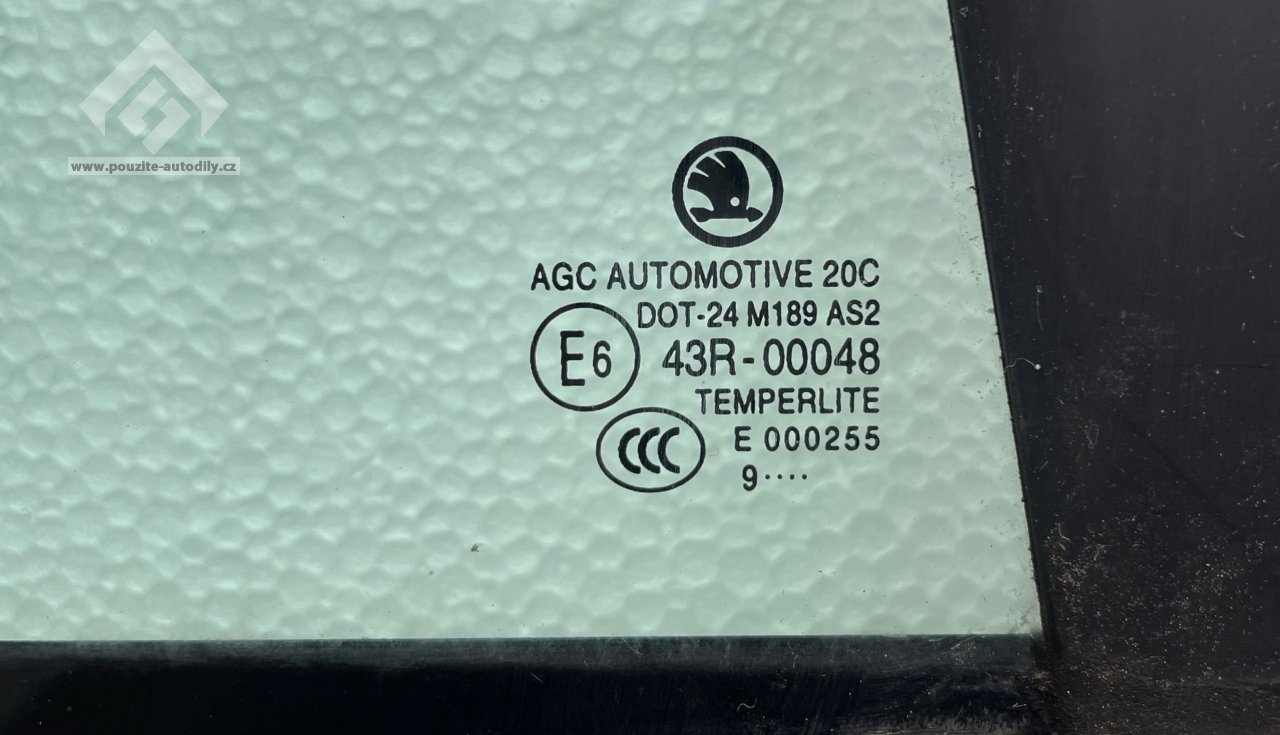 www.pouzite-autodily.cz
AGC AUTOMOTIVE 20C
DOT-24 M189 AS2
E6
43R-00048
TEMPERLITE
CCC
E 000255
9····